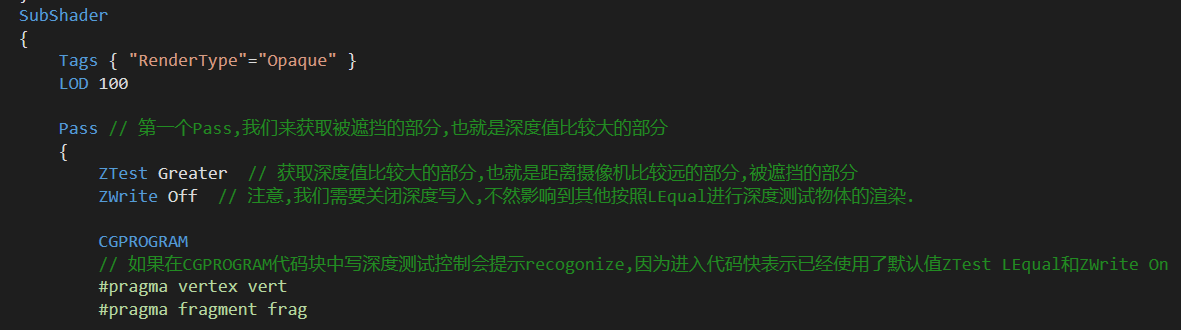 SubShader
{
Tags { "RenderType"="Opaque" }
LOD 100
Pass // 第一个Pass,我们来获取被遮挡的部分,也就是深度值比较大的部分
{
ZTest Greater // 获取深度值比较大的部分,也就是距离摄像机比较远的部分,被遮挡的部分
ZWrite Off // 注意,我们需要关闭深度写入,不然影响到其他按照LEqual进行深度测试物体的渲染.
CGPROGRAM
// 如果在CGPROGRAM代码块中写深度测试控制会提示recogonize,因为进入代码快表示已经使用了默认值ZTest LEqual和ZWrite On
#pragma vertex vert
#pragma fragment frag